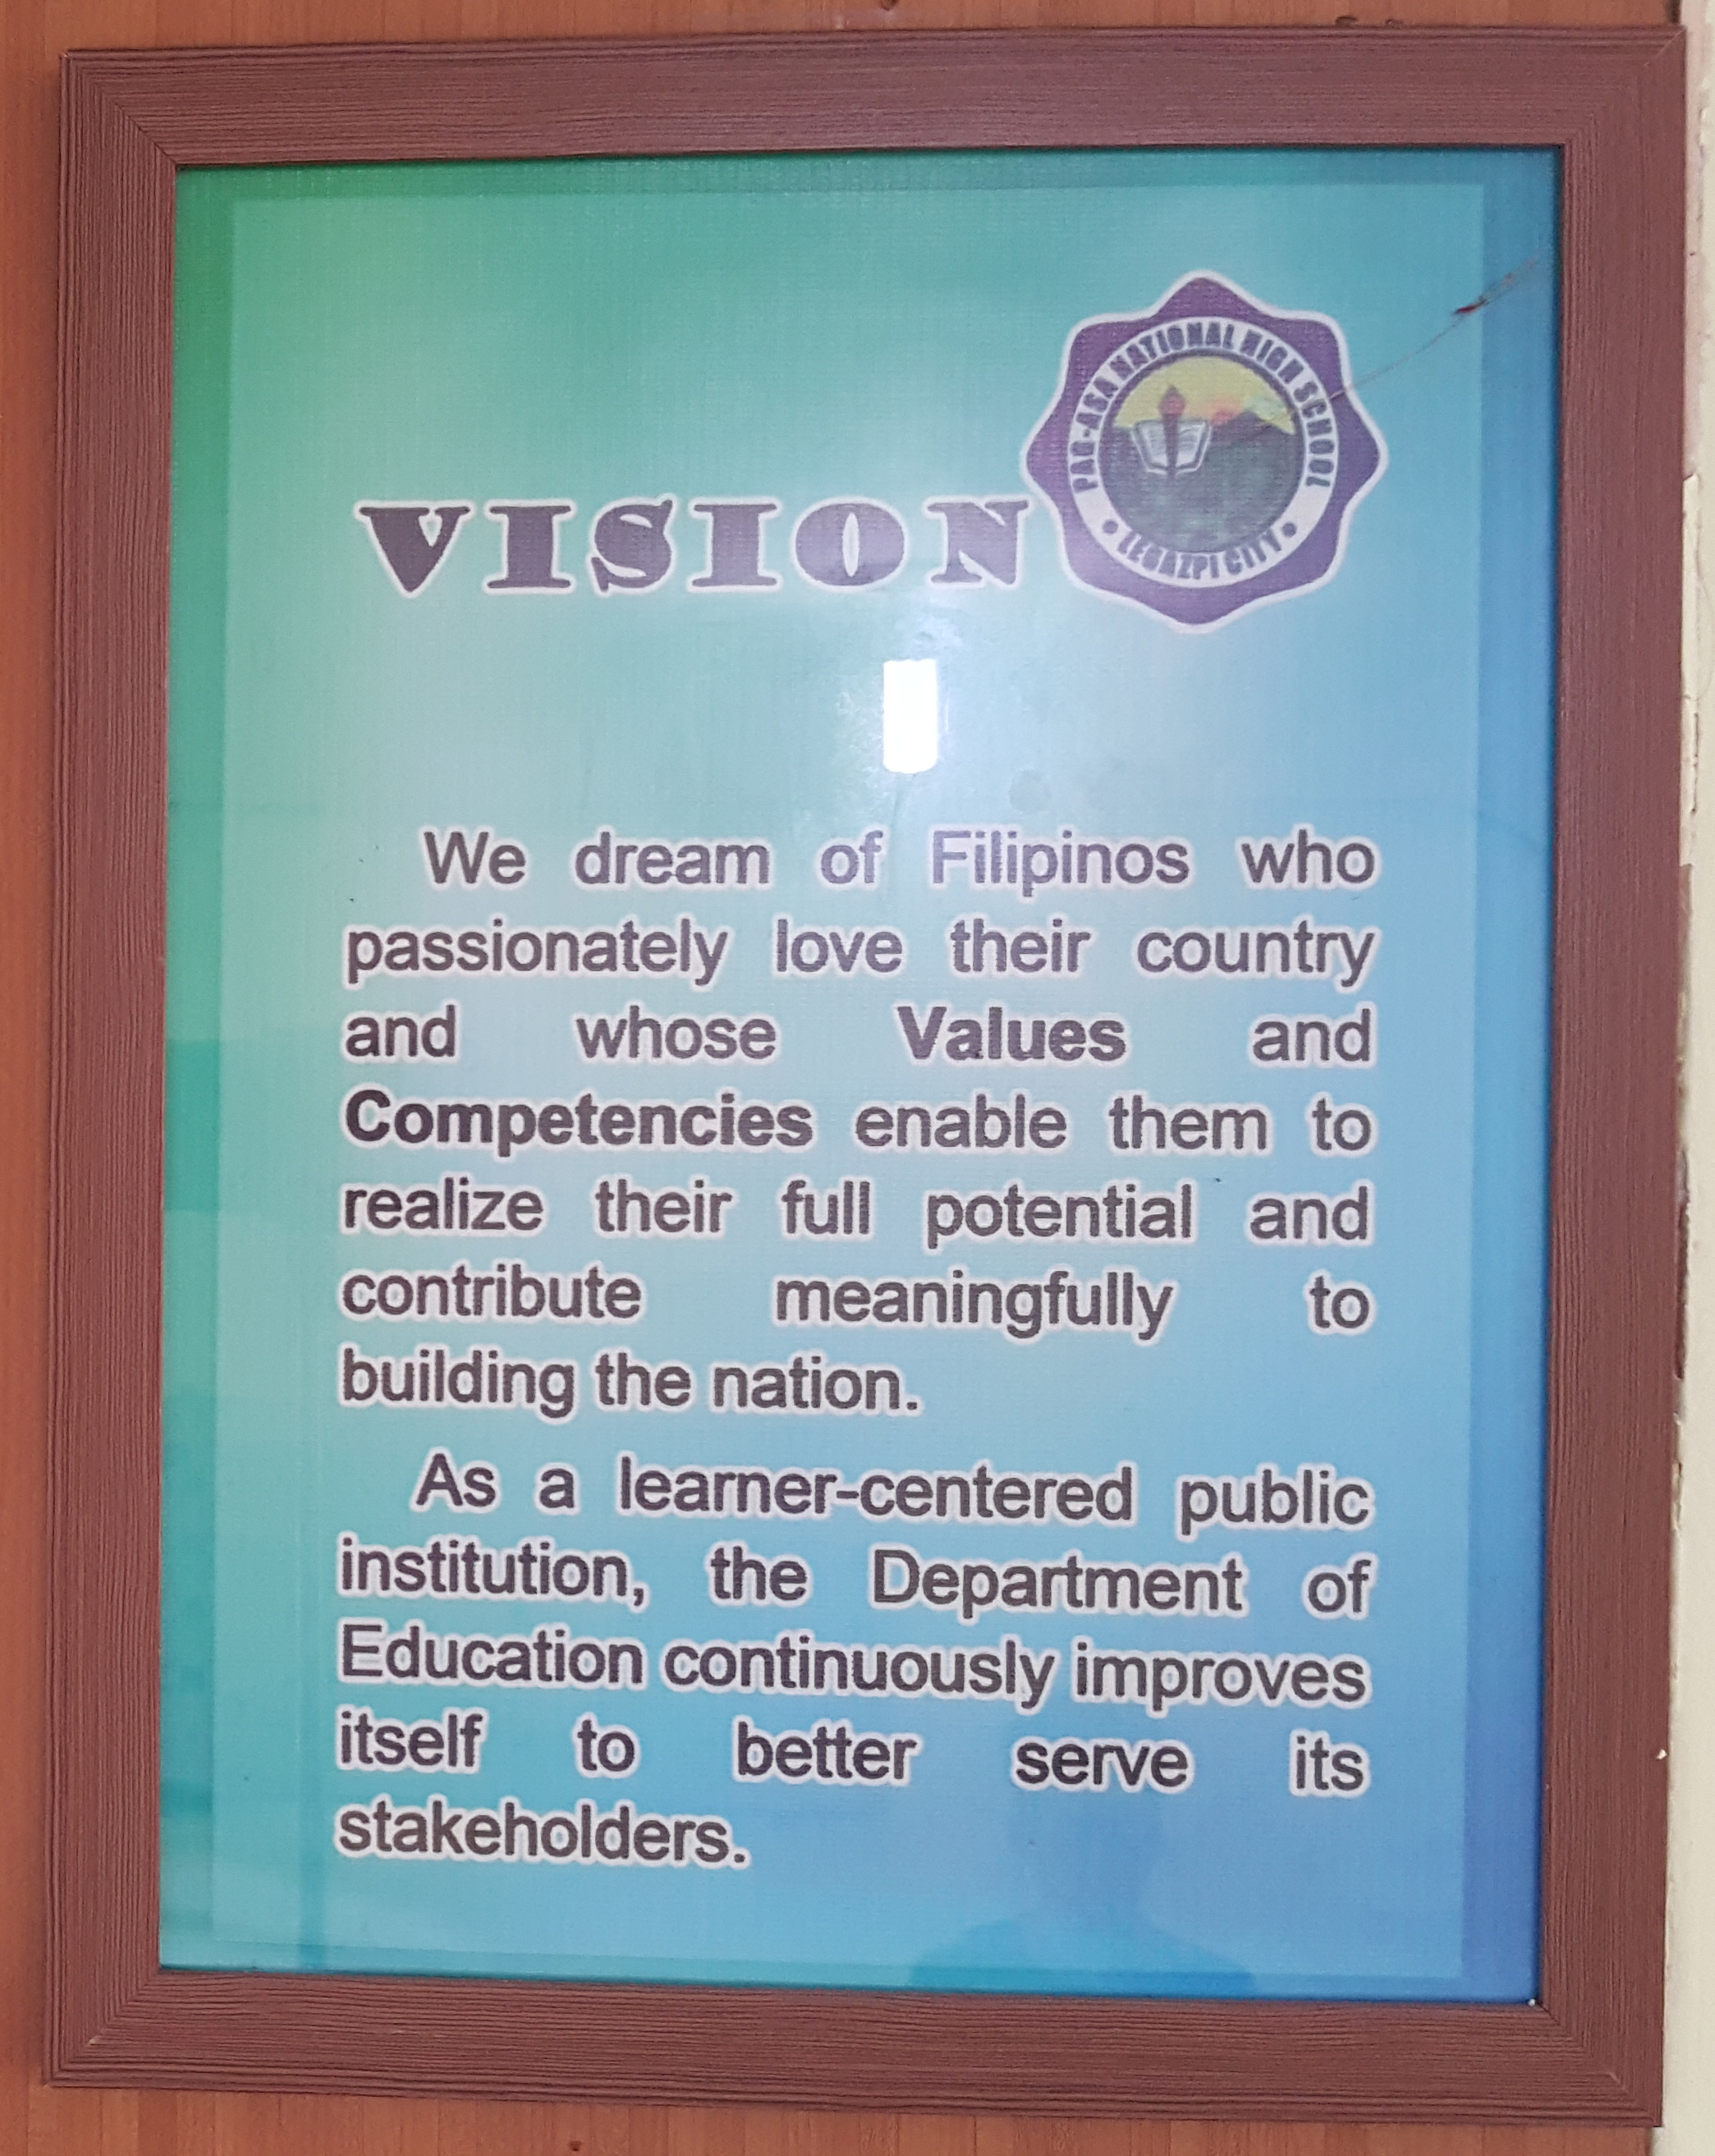 PAG-ASA NATIONAL HIGH SCHOOL
• LEGAZPI CITY •
VISION
We dream of Filipinos who
passionately love their country
and whose Values and
Competencies enable them to
realize their full potential and
contribute meaningfully to
building the nation.
As a learner-centered public
institution, the Department of
Education continuously improves
itself to better serve its
stakeholders.